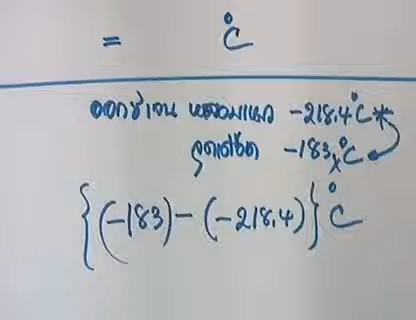 = °C
ออกซิเจน หลอมเหลว -218.4°C
จุดเดือด -183 °C
{(-183) - (-218.4)} °C